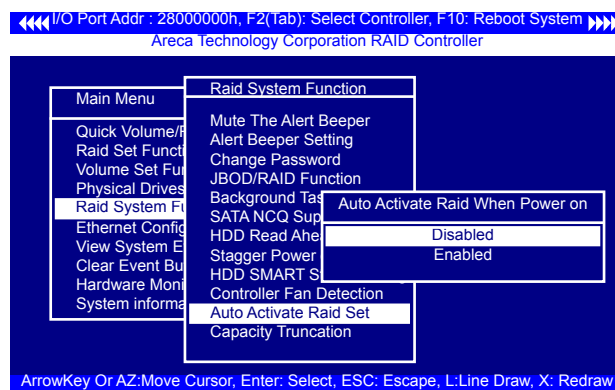 I/O Port Addr : 28000000h, F2(Tab): Select Controller, F10: Reboot System
Areca Technology Corporation RAID Controller
Main Menu
Quick Volume/
Raid Set Functi
Volume Set Fu
Physical Drives
Raid System F
Ethernet Config
View System E
Clear Event Bu
Hardware Moni
System informa
Raid System Function
Mute The Alert Beeper
Alert Beeper Setting
Change Password
JBOD/RAID Function
Background Tas
SATA NCQ Sup
HDD Read Ahe
Stagger Power
HDD SMART S
Controller Fan Detection
Auto Activate Raid Set
Capacity Truncation
Auto Activate Raid When Power on
Disabled
Enabled
ArrowKey Or AZ:Move Cursor, Enter: Select, ESC: Escape, L:Line Draw, X: Redraw